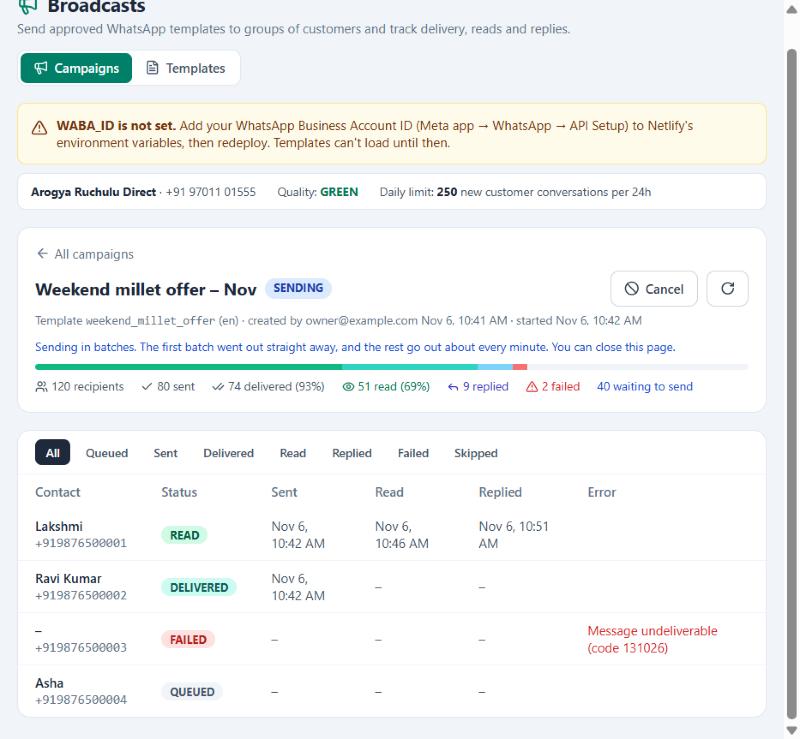 Broadcasts
Send approved WhatsApp templates to groups of customers and track delivery, reads and replies.
Campaigns Templates
WABA_ID is not set. Add your WhatsApp Business Account ID (Meta app → WhatsApp → API Setup) to Netlify's
environment variables, then redeploy. Templates can't load until then.
Arogya Ruchulu Direct · +91 97011 01555 Quality: GREEN Daily limit: 250 new customer conversations per 24h
← All campaigns
Weekend millet offer – Nov SENDING Cancel
Template weekend_millet_offer (en) · created by owner@example.com Nov 6, 10:41 AM · started Nov 6, 10:42 AM
Sending in batches. The first batch went out straight away, and the rest go out about every minute. You can close this page.
120 recipients 80 sent 74 delivered (93%) 51 read (69%) 9 replied 2 failed 40 waiting to send
All Queued Sent Delivered Read Replied Failed Skipped
Contact Status Sent Read Replied Error
Lakshmi
+919876500001
READ
Nov 6,
10:42 AM
Nov 6,
10:46 AM
Nov 6, 10:51
AM
Ravi Kumar
+919876500002
DELIVERED
Nov 6,
10:42 AM
–
–
–
+919876500003
FAILED
–
–
–
Message undeliverable
(code 131026)
Asha
+919876500004
QUEUED
–
–
–